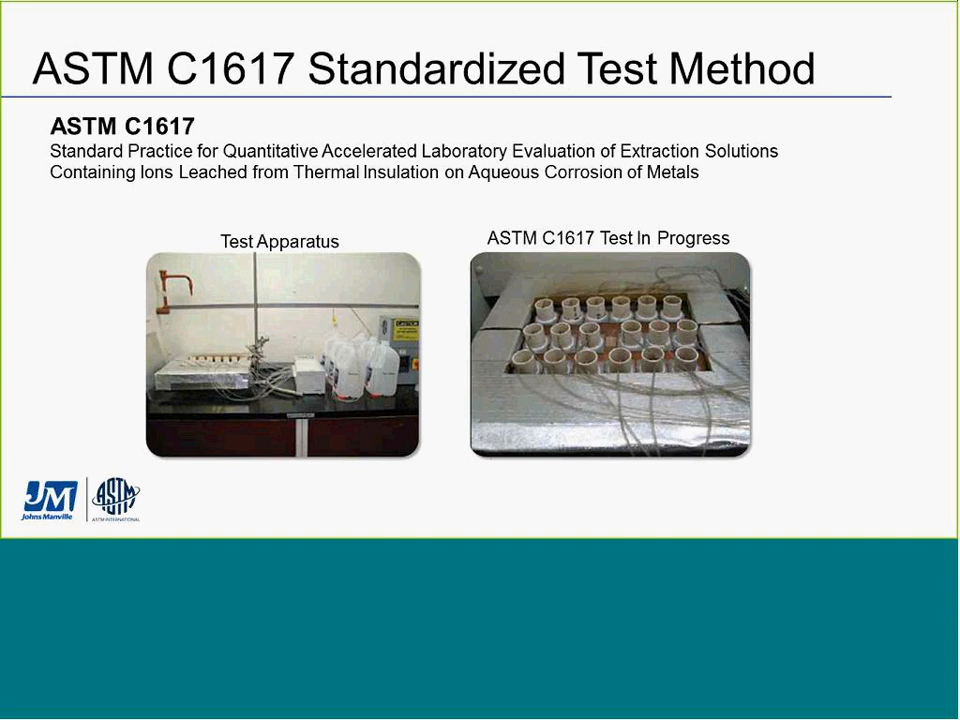 ASTM C1617 Standardized Test Method
ASTM C1617
Standard Practice for Quantitative Accelerated Laboratory Evaluation of Extraction Solutions
Containing Ions Leached from Thermal Insulation on Aqueous Corrosion of Metals
Test Apparatus
ASTM C1617 Test In Progress
CAUTION
JM
Johns Manville
ASTM
ASTM INTERNATIONAL